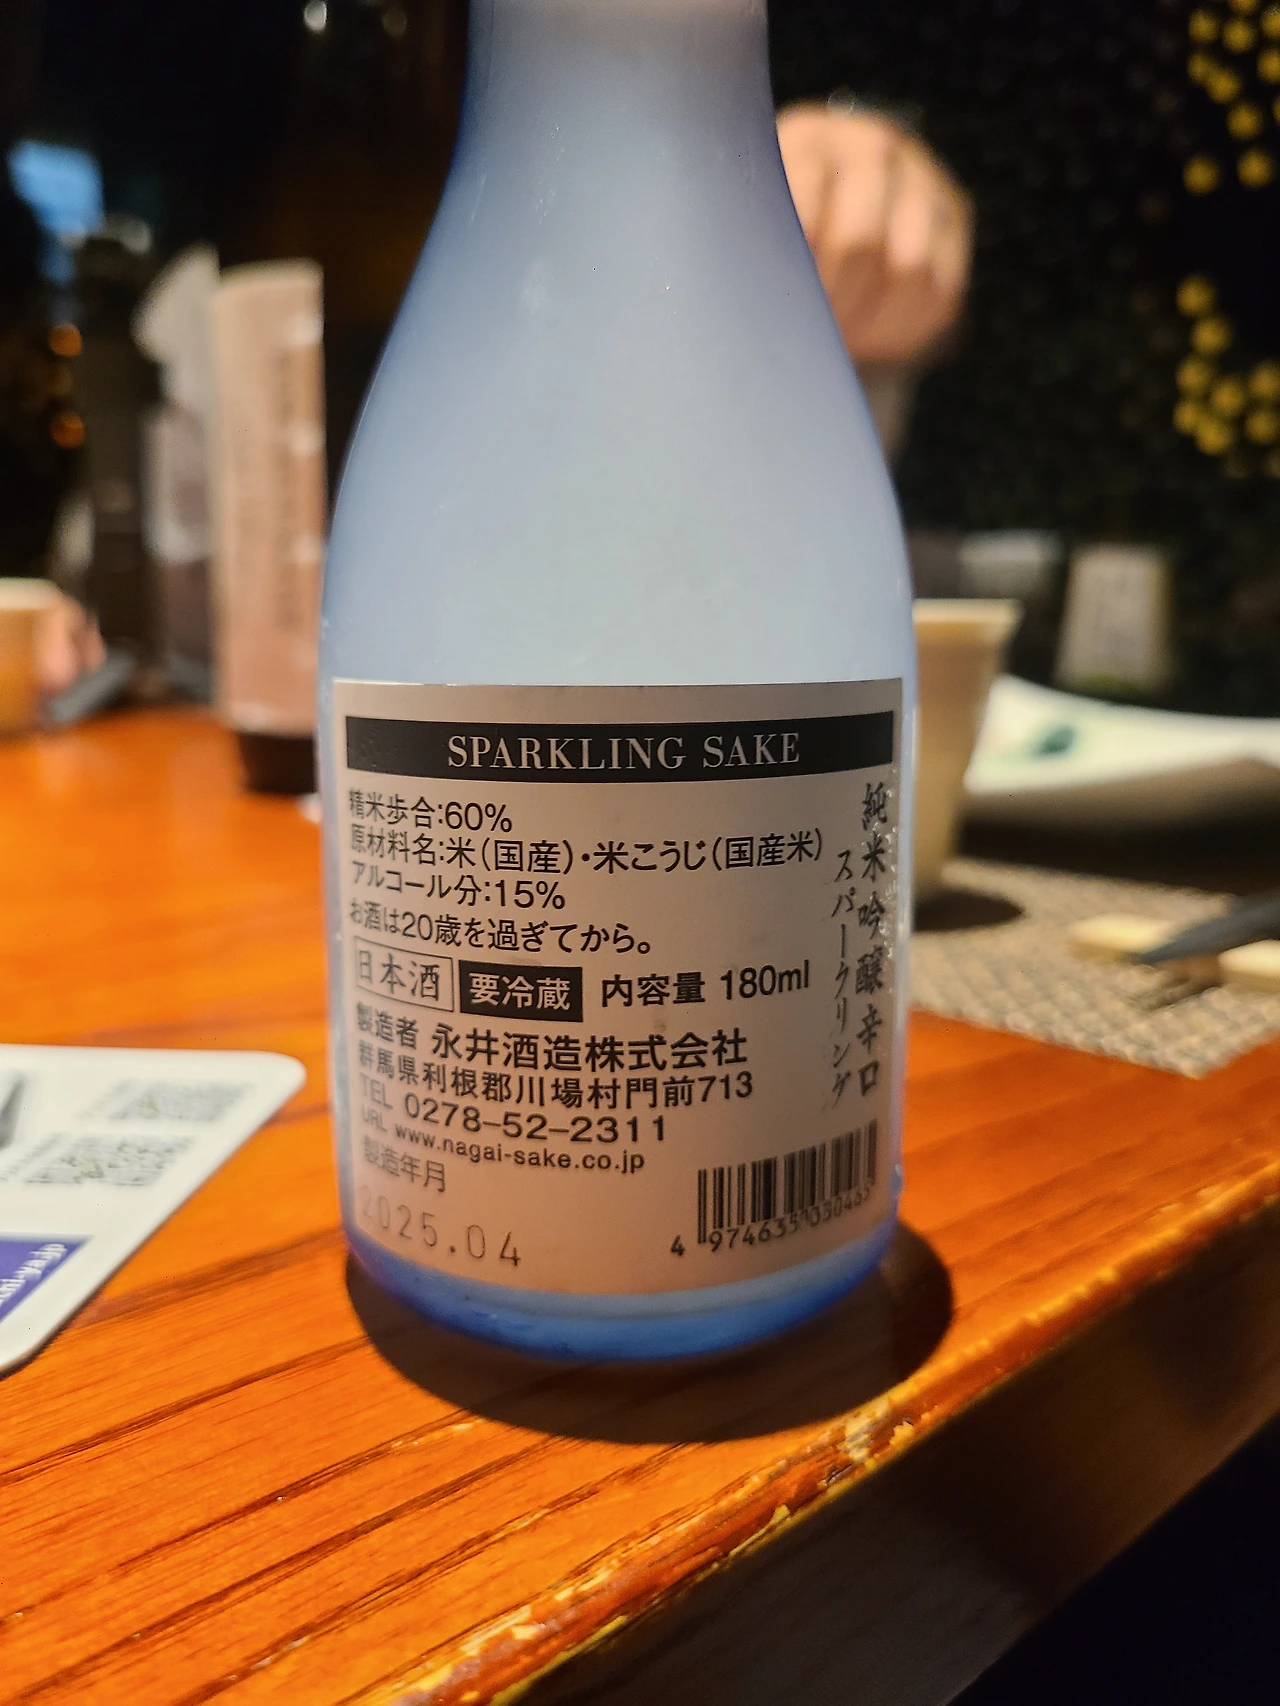 SPARKLING SAKE
精米歩合:60%
原材料名:米(国産)・米こうじ(国産米)
アルコール分:15%
お酒は20歳を過ぎてから。
日本酒 要冷蔵 内容量 180ml
製造者 永井酒造株式会社
群馬県利根郡川場村門前713
TEL 0278-52-2311
URL www.nagai-sake.co.jp
製造年月
2025.04
純米吟醸辛口
スパークリング